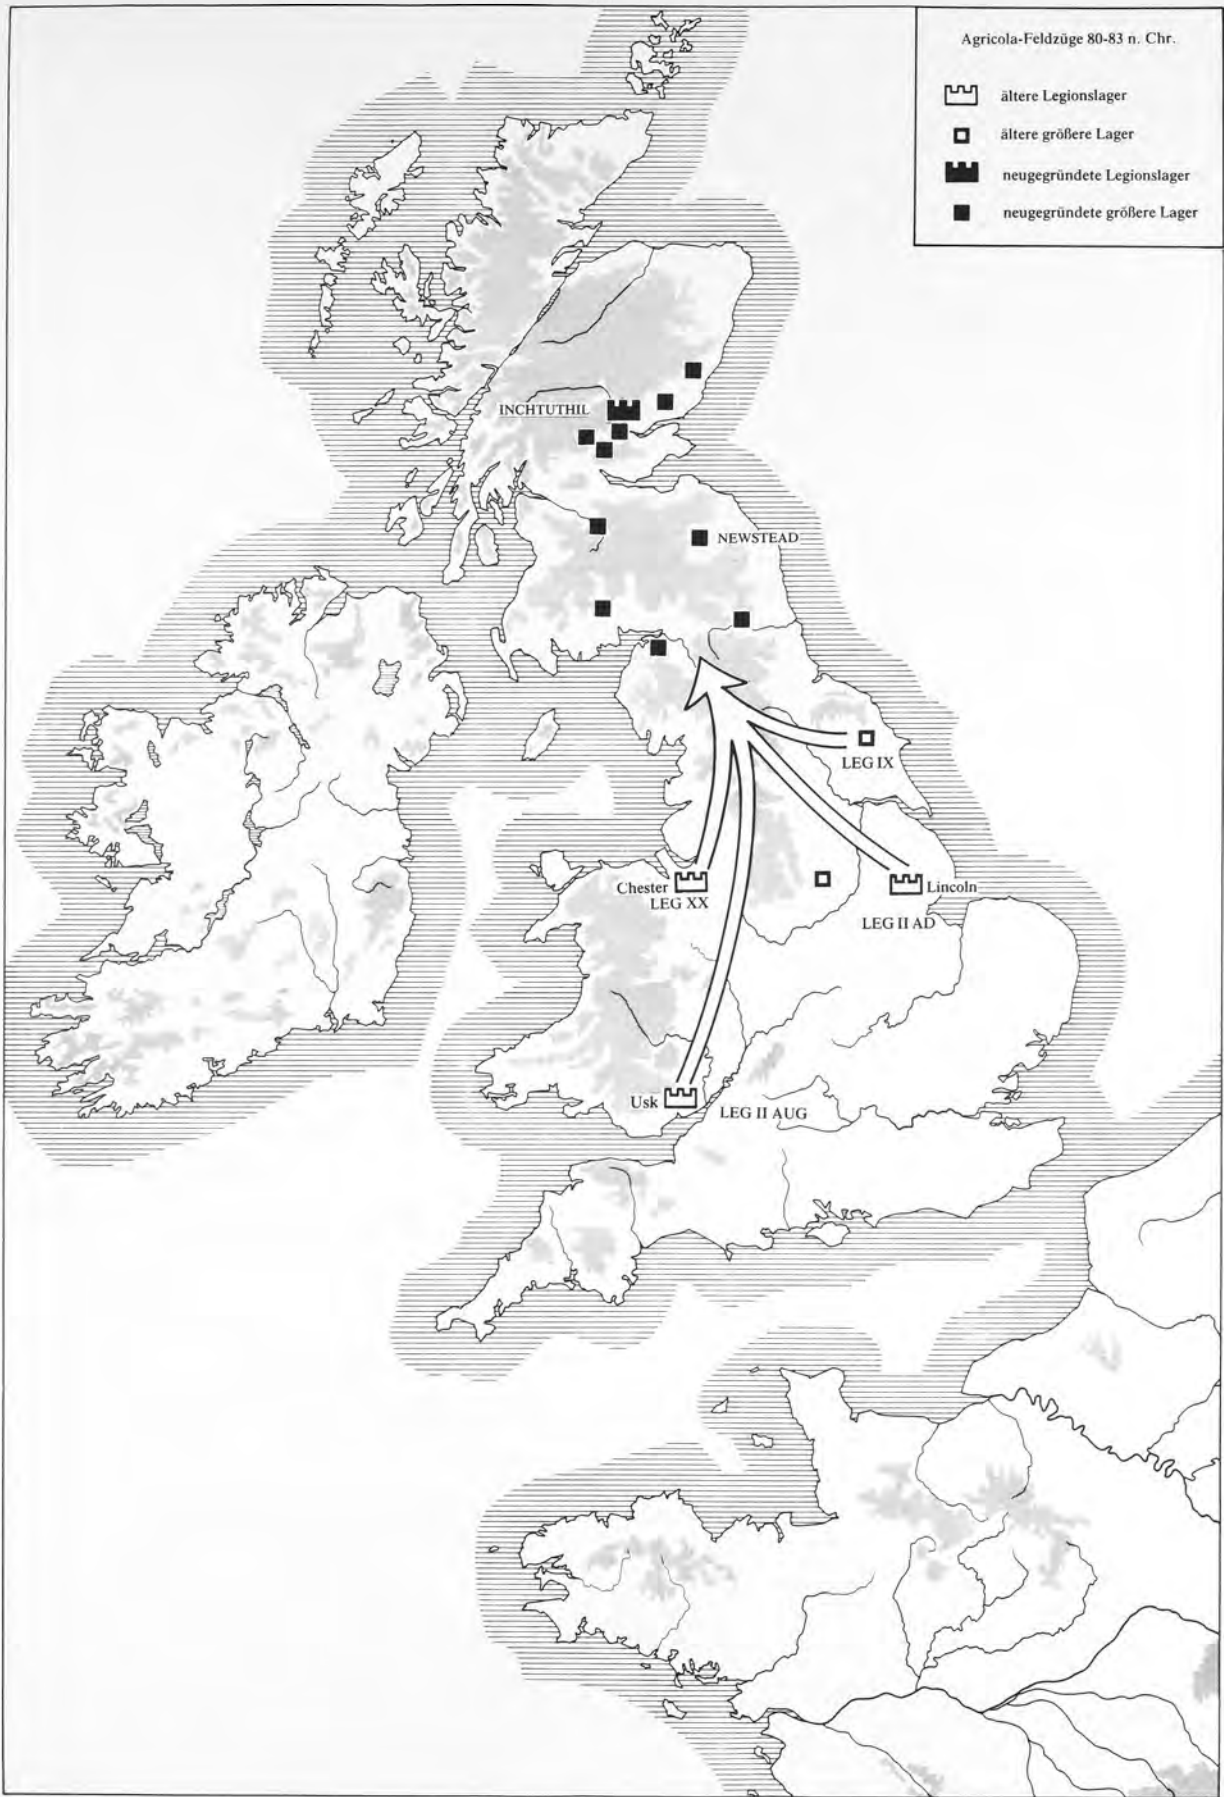 Agricola-Feldzüge 80-83 n. Chr.
ältere Legionslager
ältere größere Lager
neugegründete Legionslager
neugegründete größere Lager
INCHTUTHIL
NEWSTEAD
LEG IX
Chester
LEG XX
Lincoln
LEG II AD
Usk
LEG II AUG